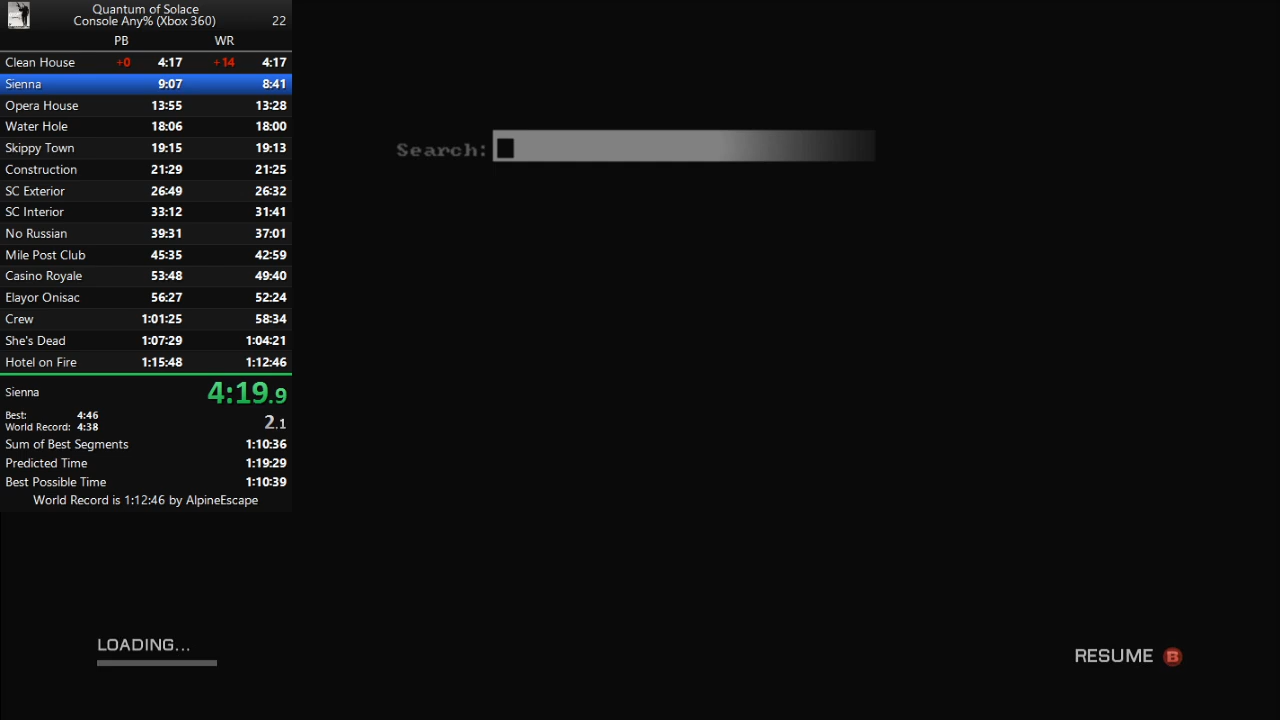 Quantum of Solace
Console Any% (Xbox 360) 22
PB WR
Clean House +0 4:17 +14 4:17
Sienna 9:07 8:41
Opera House 13:55 13:28
Water Hole 18:06 18:00
Skippy Town 19:15 19:13
Construction 21:29 21:25
SC Exterior 26:49 26:32
SC Interior 33:12 31:41
No Russian 39:31 37:01
Mile Post Club 45:35 42:59
Casino Royale 53:48 49:40
Elayor Onisac 56:27 52:24
Crew 1:01:25 58:34
She's Dead 1:07:29 1:04:21
Hotel on Fire 1:15:48 1:12:46
Sienna 4:19.9
Best: 4:46
World Record: 4:38 2.1
Sum of Best Segments 1:10:36
Predicted Time 1:19:29
Best Possible Time 1:10:39
World Record is 1:12:46 by AlpineEscape
Search:
LOADING...
RESUME B